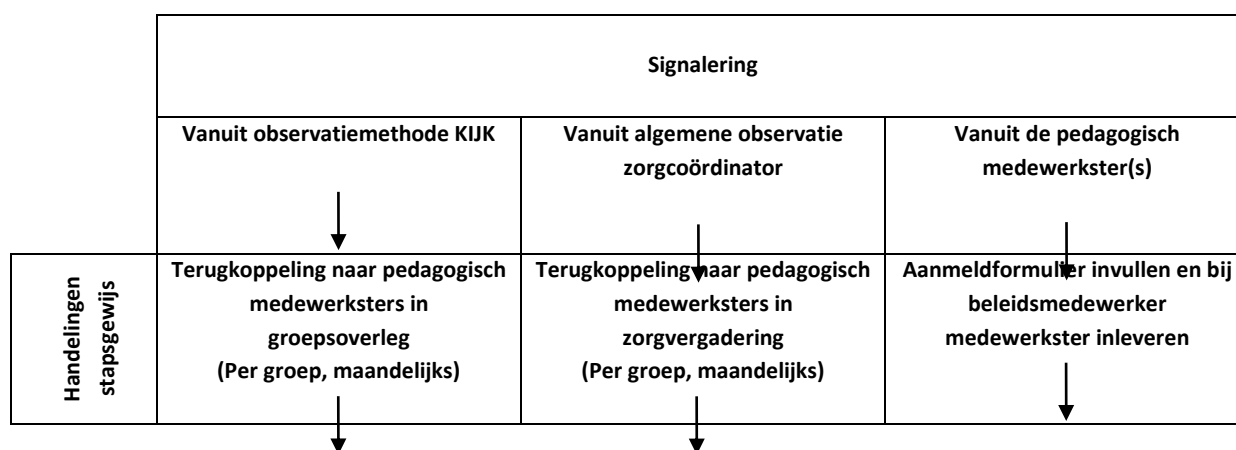 Signalering
Vanuit observatiemethode KIJK
Vanuit algemene observatie
zorgcoördinator
Vanuit de pedagogisch
medewerkster(s)
Handelingen
stapsgewijs
Terugkoppeling naar pedagogisch
medewerksters in
groepsoverleg
(Per groep, maandelijks)
Terugkoppeling naar pedagogisch
medewerksters in
zorgvergadering
(Per groep, maandelijks)
Aanmeldformulier invullen en bij
beleidsmedewerker
medewerkster inleveren